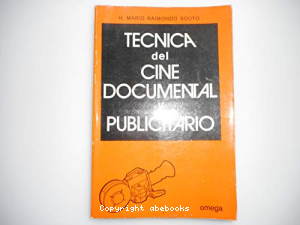 H. MARIO RAIMONDO SOUTO
TECNICA
del
CINE
DOCUMENTAL
Y
PUBLICITARIO
omega
Copyright abebooks